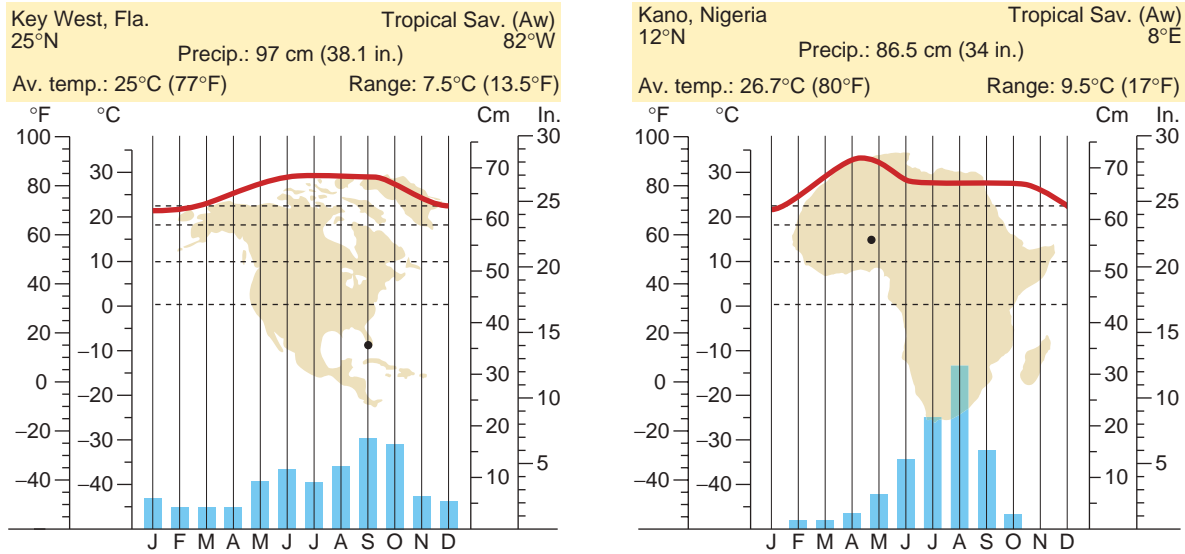 Key West, Fla. Tropical Sav. (Aw)
25°N 82°W
Precip.: 97 cm (38.1 in.)
Av. temp.: 25°C (77°F) Range: 7.5°C (13.5°F)
°F °C Cm In.
100 30
30 70
80 25
20 60
60
10 50 20
40
0 40
20 15
–10
0 30
–20 10
–20 20
–30
5
–40 –40 10
J F M A M J J A S O N D
Kano, Nigeria Tropical Sav. (Aw)
12°N 8°E
Precip.: 86.5 cm (34 in.)
Av. temp.: 26.7°C (80°F) Range: 9.5°C (17°F)
°F °C Cm In.
100 30
30 70
80 25
20 60
60
10 50 20
40
0 40
20 15
–10
0 30
–20 10
–20 20
–30
5
–40 –40 10
J F M A M J J A S O N D